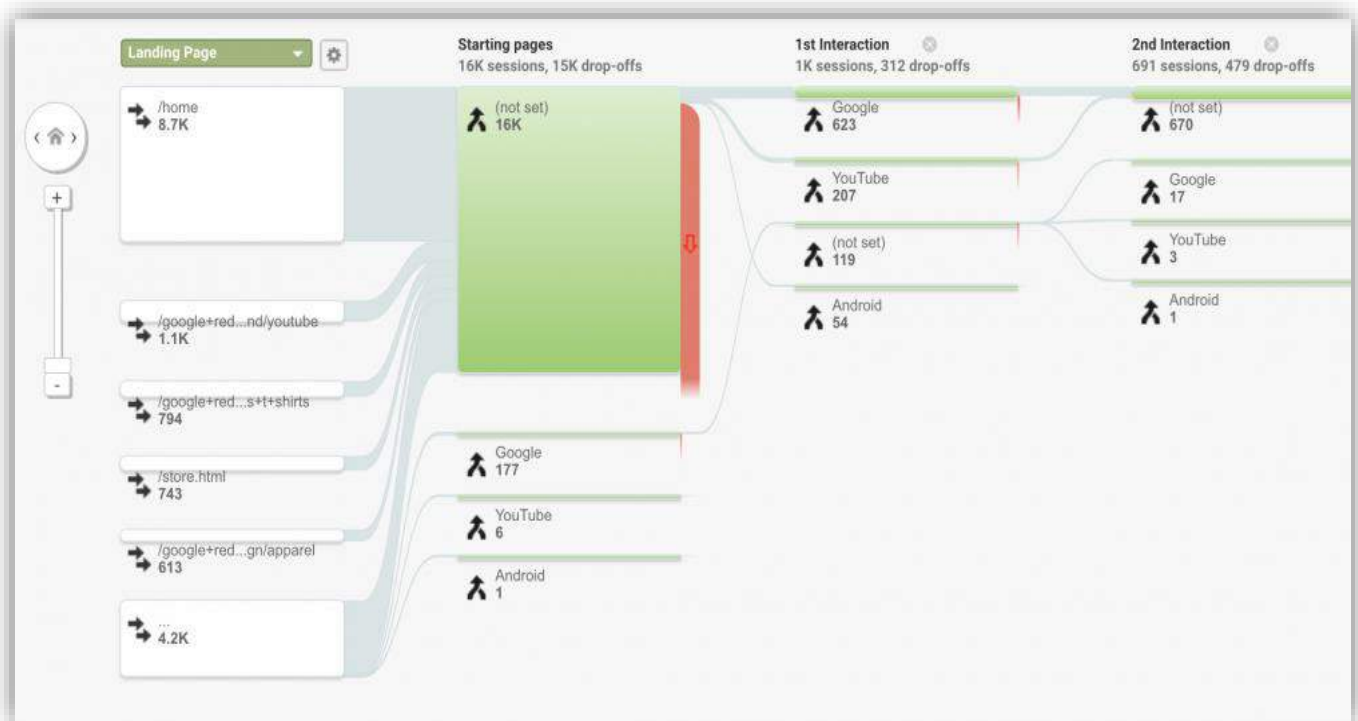 Landing Page
/home
8.7K
/google+red...nd/youtube
1.1K
/google+red...s+t+shirts
794
/store.html
743
/google+red...gn/apparel
613
...
4.2K
+
-
Starting pages
16K sessions, 15K drop-offs
(not set)
16K
Google
177
YouTube
6
Android
1
1st Interaction
1K sessions, 312 drop-offs
Google
623
YouTube
207
(not set)
119
Android
54
2nd Interaction
691 sessions, 479 drop-offs
(not set)
670
Google
17
YouTube
3
Android
1